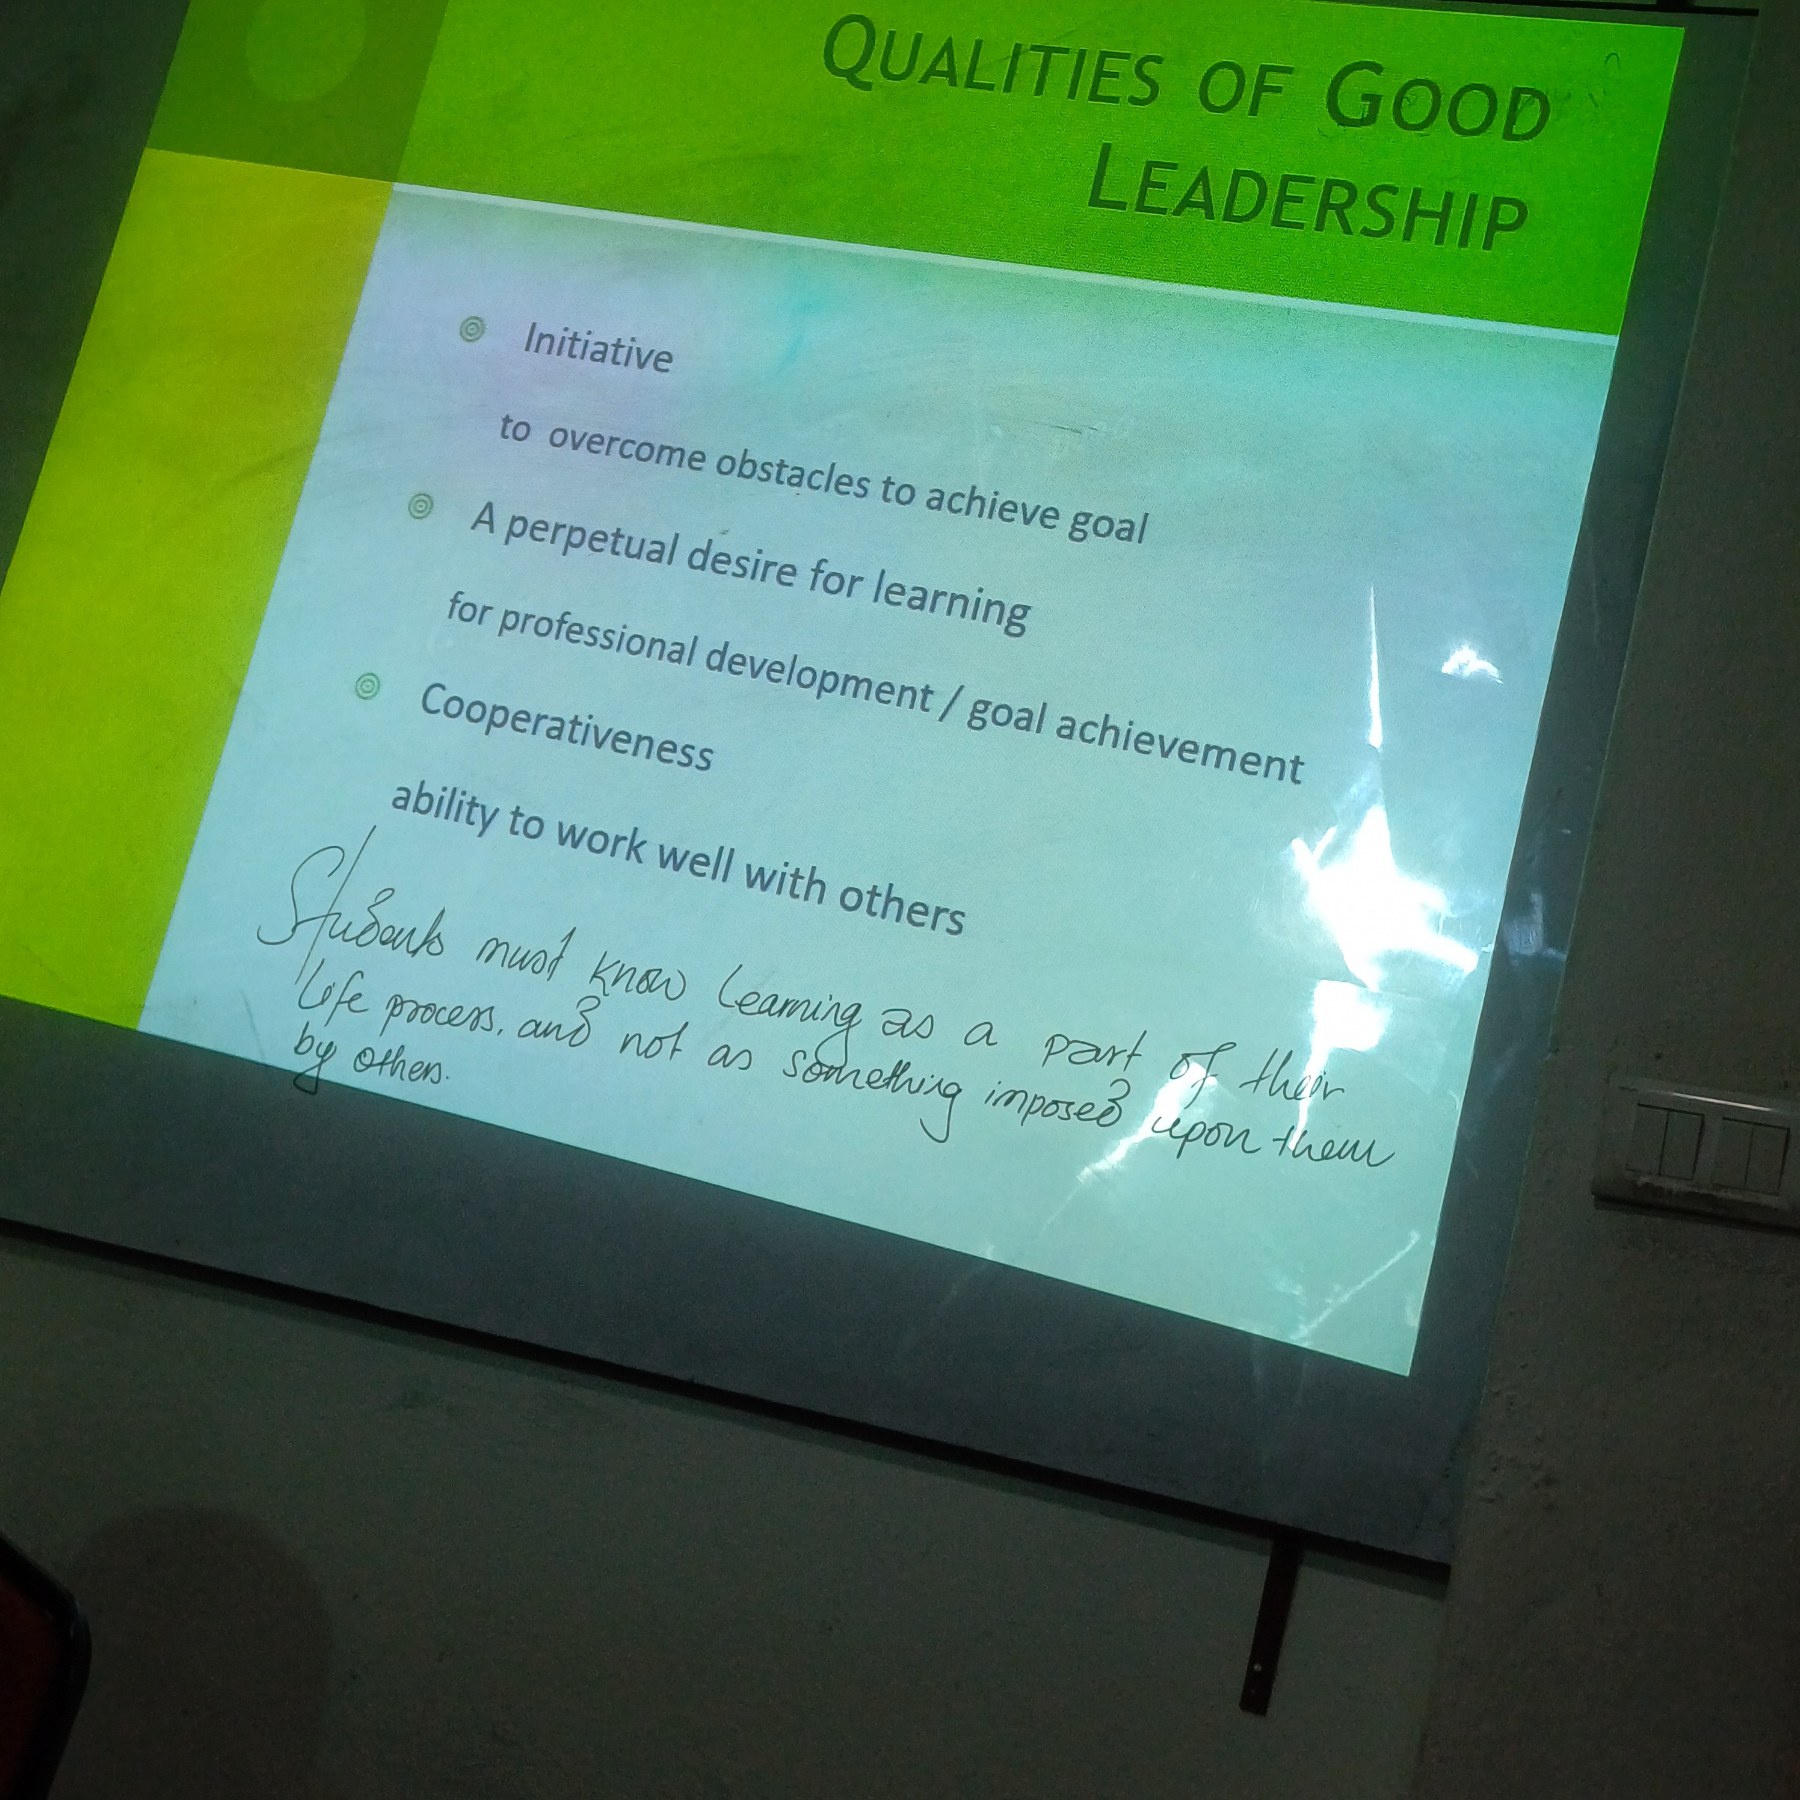 QUALITIES OF GOOD
LEADERSHIP
Initiative
to overcome obstacles to achieve goal
A perpetual desire for learning
for professional development / goal achievement
Cooperativeness
ability to work well with others
Students must know learning as a part of their
life process, and not as something imposed upon them
by others.